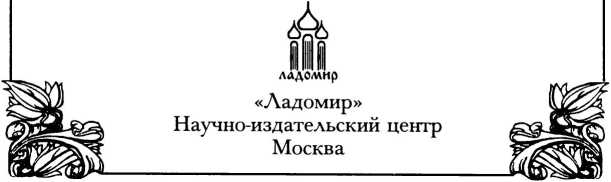 ладомир
«Ладомир»
Научно-издательский центр
Москва